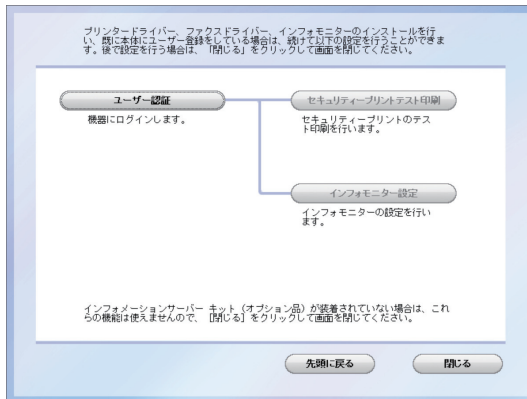 プリンタードライバー、ファクスドライバー、インフォモニターのインストールを行
い、既に本体にユーザー登録をしている場合は、続けて以下の設定を行うことができま
す。後で設定を行う場合は、「閉じる」をクリックして画面を閉じてください。
ユーザー認証
機器にログインします。
セキュリティープリントテスト印刷
セキュリティープリントのテス
ト印刷を行います。
インフォモニター設定
インフォモニターの設定を行い
ます。
インフォメーションサーバー キット（オプション品）が装着されていない場合は、これ
らの機能は使えませんので、［閉じる］をクリックして画面を閉じてください。
先頭に戻る
閉じる